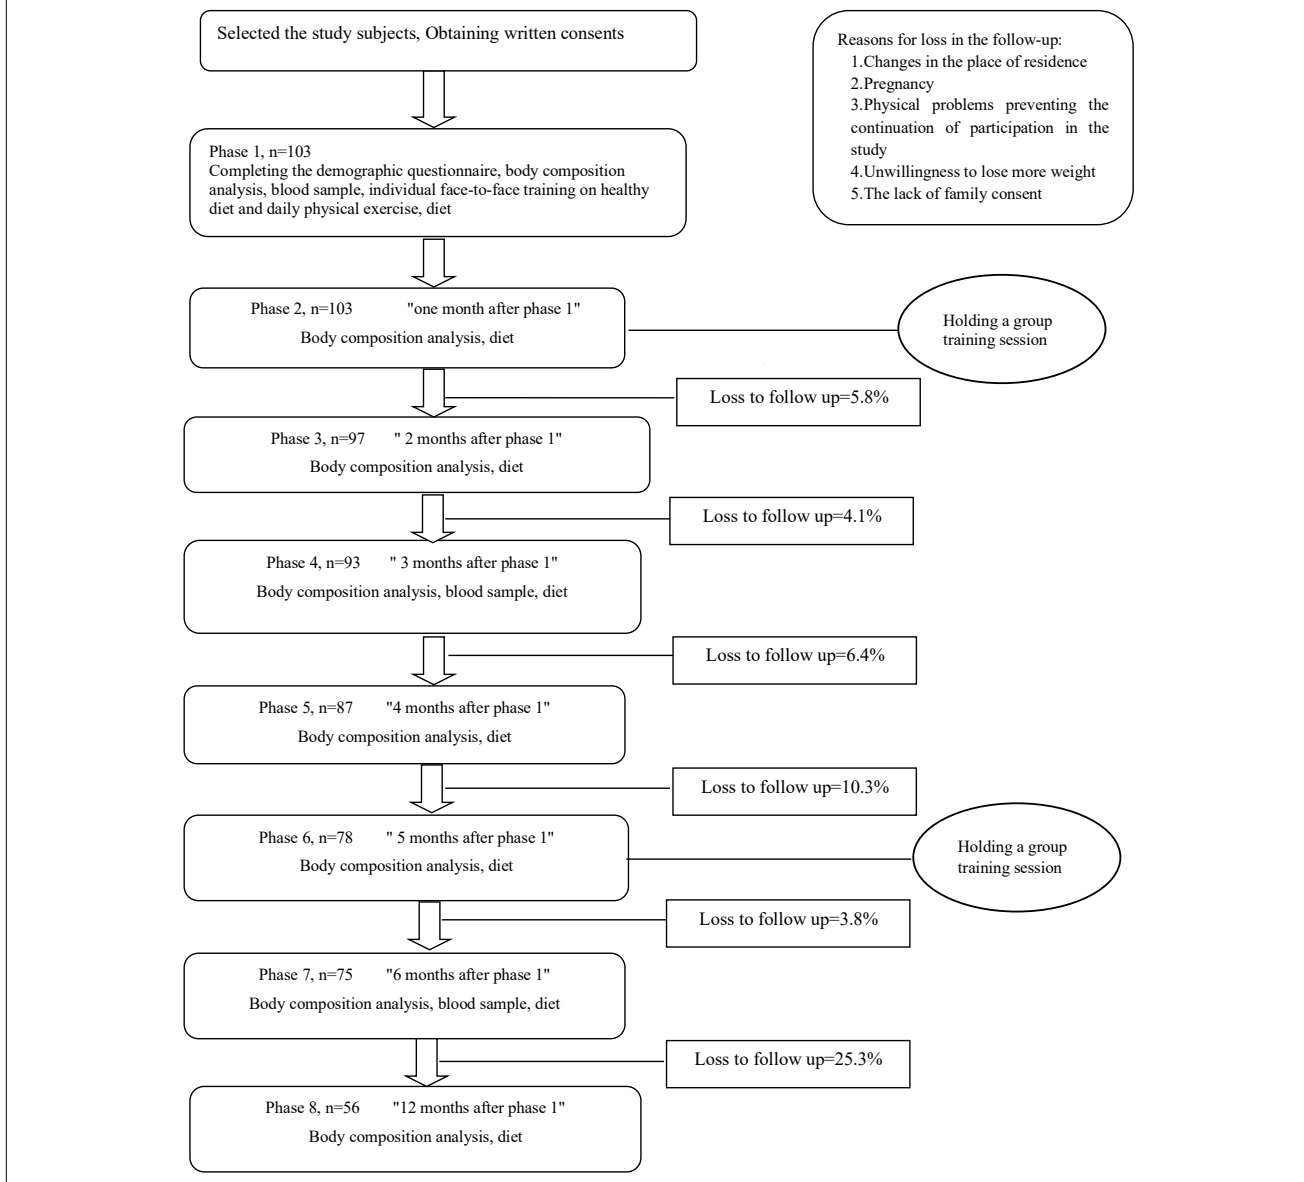 Selected the study subjects, Obtaining written consents
Reasons for loss in the follow-up:
1.Changes in the place of residence
2.Pregnancy
3.Physical problems preventing the
continuation of participation in the
study
4.Unwillingness to lose more weight
5.The lack of family consent
Phase 1, n=103
Completing the demographic questionnaire, body composition
analysis, blood sample, individual face-to-face training on healthy
diet and daily physical exercise, diet
Phase 2, n=103 "one month after phase 1"
Body composition analysis, diet
Holding a group
training session
Loss to follow up=5.8%
Phase 3, n=97 " 2 months after phase 1"
Body composition analysis, diet
Loss to follow up=4.1%
Phase 4, n=93 " 3 months after phase 1"
Body composition analysis, blood sample, diet
Loss to follow up=6.4%
Phase 5, n=87 "4 months after phase 1"
Body composition analysis, diet
Loss to follow up=10.3%
Phase 6, n=78 " 5 months after phase 1"
Body composition analysis, diet
Holding a group
training session
Loss to follow up=3.8%
Phase 7, n=75 "6 months after phase 1"
Body composition analysis, blood sample, diet
Loss to follow up=25.3%
Phase 8, n=56 "12 months after phase 1"
Body composition analysis, diet